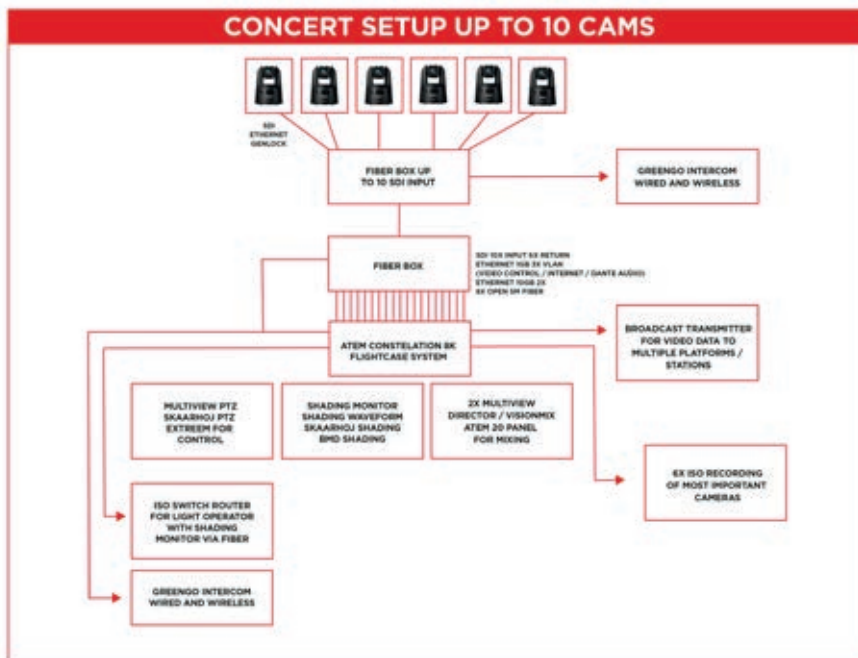 CONCERT SETUP UP TO 10 CAMS
SDI
ETHERNET
GENLOCK
FIBER BOX UP
TO 10 SDI INPUT
GREENGO INTERCOM
WIRED AND WIRELESS
FIBER BOX
SDI 10X INPUT 6X RETURN
ETHERNET 1GB 3X VLAN
(VIDEO CONTROL / INTERNET / DANTE AUDIO)
ETHERNET 10GB 2X
6X OPEN SM FIBER
ATEM CONSTELATION 8K
FLIGHTCASE SYSTEM
BROADCAST TRANSMITTER
FOR VIDEO DATA TO
MULTIPLE PLATFORMS /
STATIONS
MULTIVIEW PTZ
SKAARHOJ PTZ
EXTREEM FOR
CONTROL
SHADING MONITOR
SHADING WAVEFORM
SKAARHOJ SHADING
BMD SHADING
2X MULTIVIEW
DIRECTOR / VISIONMIX
ATEM 20 PANEL
FOR MIXING
6X ISO RECORDING
OF MOST IMPORTANT
CAMERAS
ISO SWITCH ROUTER
FOR LIGHT OPERATOR
WITH SHADING
MONITOR VIA FIBER
GREENGO INTERCOM
WIRED AND WIRELESS